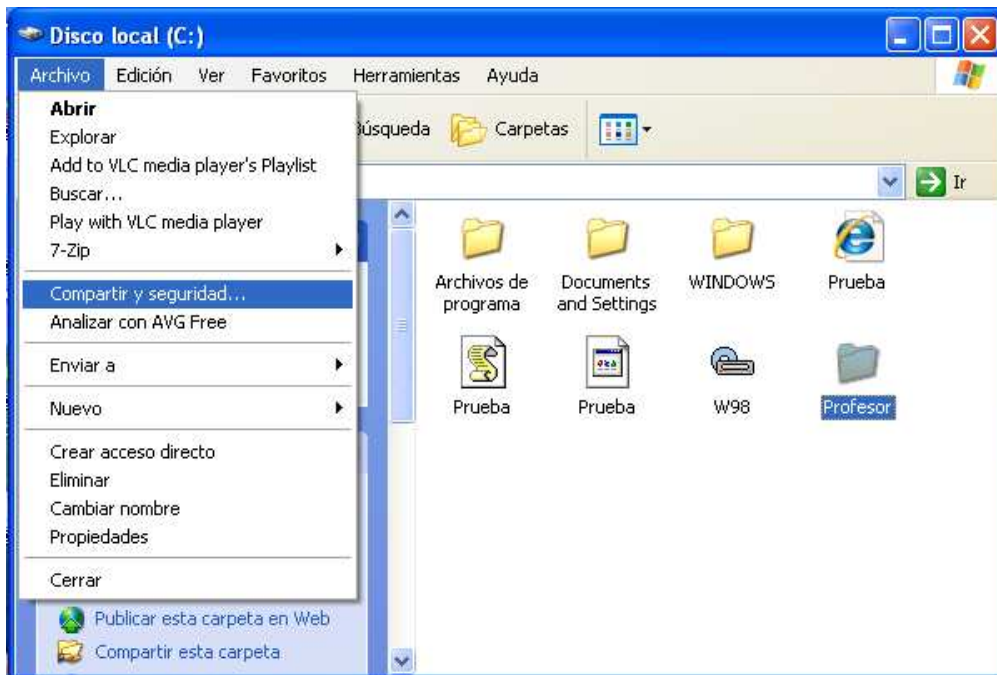 Disco local (C:)
Archivo Edición Ver Favoritos Herramientas Ayuda
Abrir
Explorar
Add to VLC media player's Playlist
Buscar...
Play with VLC media player
7-Zip
Compartir y seguridad...
Analizar con AVG Free
Enviar a
Nuevo
Crear acceso directo
Eliminar
Cambiar nombre
Propiedades
Cerrar
Publicar esta carpeta en Web
Compartir esta carpeta
Búsqueda Carpetas
Ir
Archivos de
programa
Documents
and Settings
WINDOWS
Prueba
Prueba
Prueba
W98
Profesor